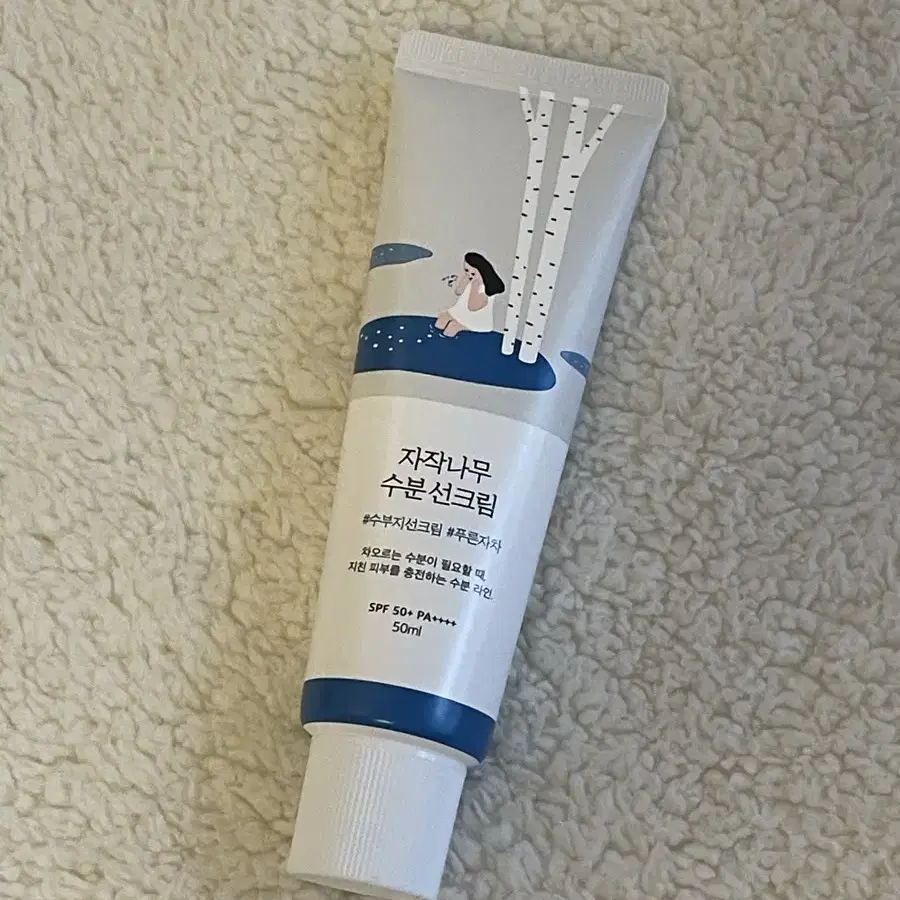 자작나무
수분 선크림
#수부지선크림 #푸른자차
차오르는 수분이 필요할 때,
지친 피부를 충전하는 수분 라인.
SPF 50+ PA++++
50ml